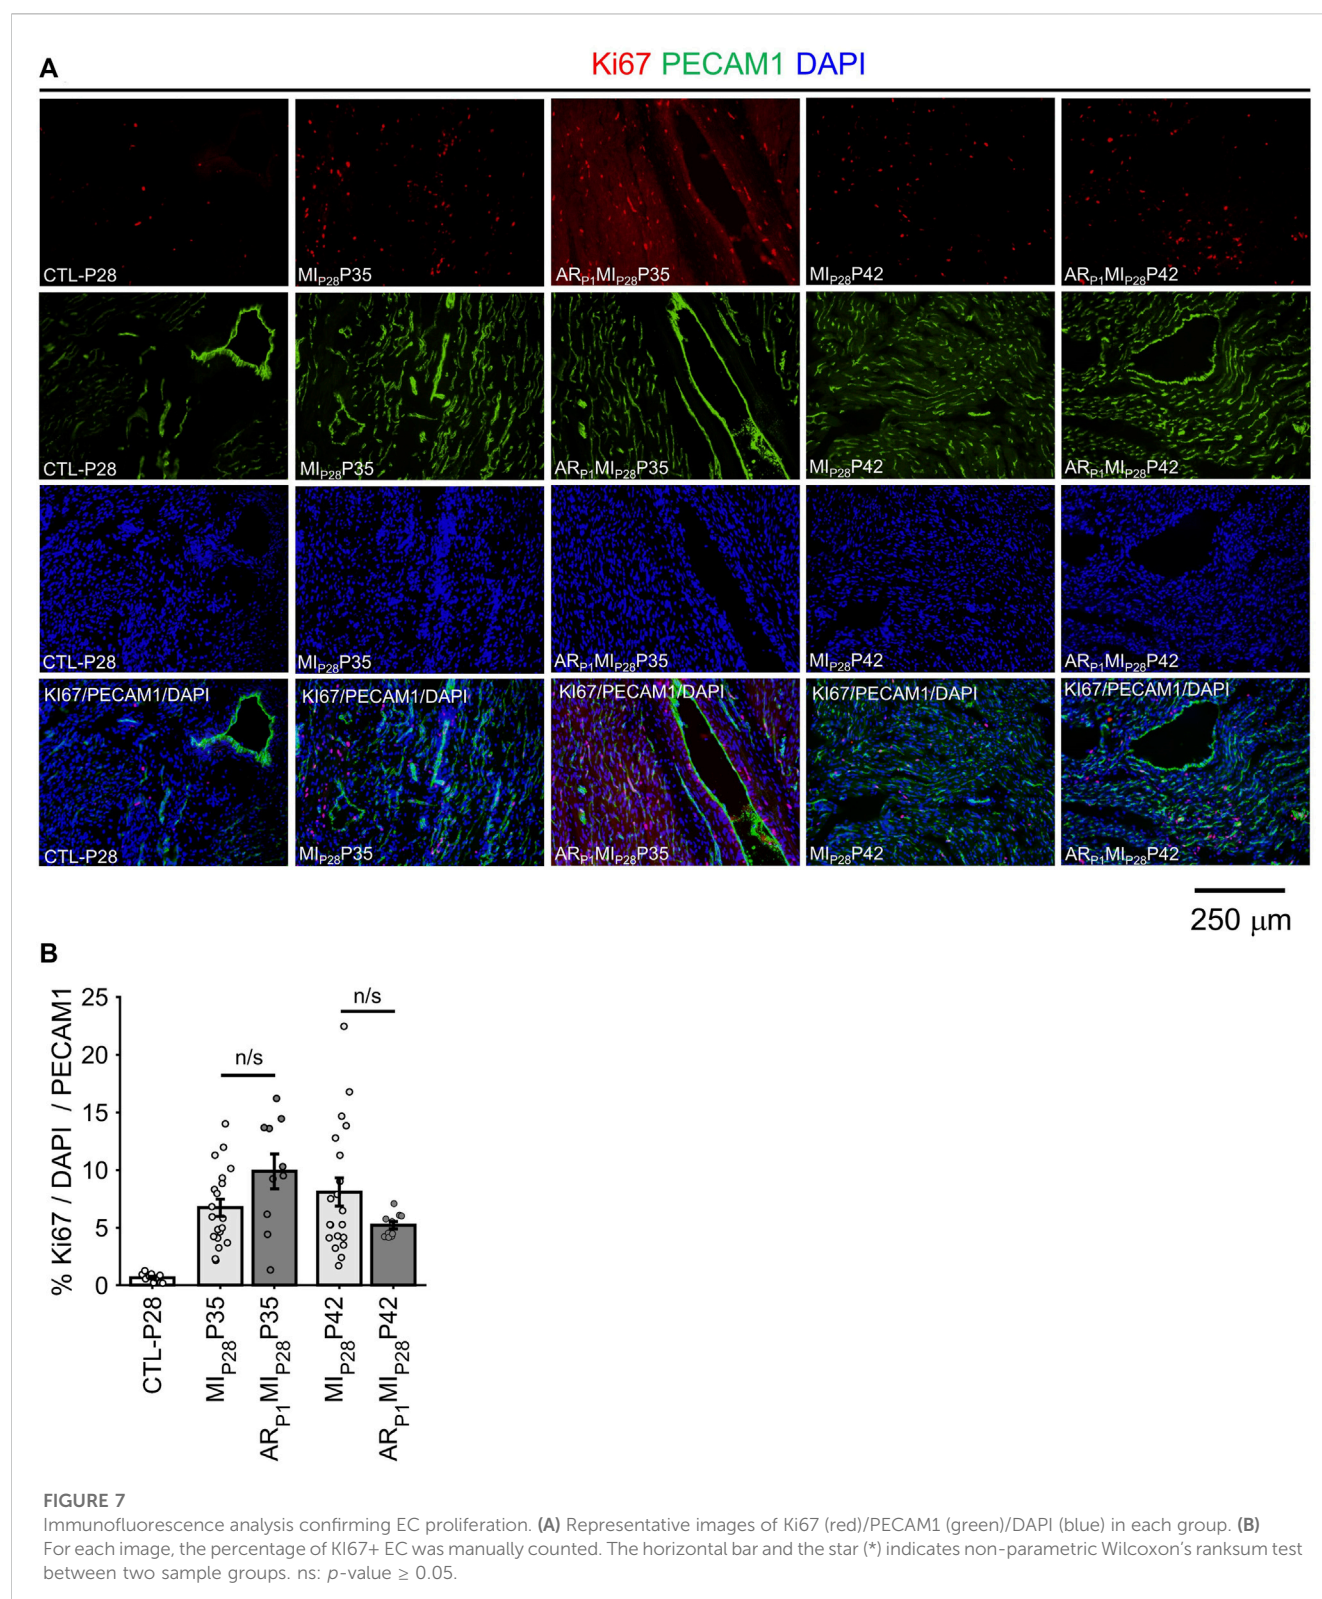 A
Ki67 PECAM1 DAPI
CTL-P28
MIP28P35
ARP1MIP28P35
MIP28P42
ARP1MIP28P42
CTL-P28
MIP28P35
ARP1MIP28P35
MIP28P42
ARP1MIP28P42
CTL-P28
MIP28P35
ARP1MIP28P35
MIP28P42
ARP1MIP28P42
KI67/PECAM1/DAPI
KI67/PECAM1/DAPI
KI67/PECAM1/DAPI
KI67/PECAM1/DAPI
KI67/PECAM1/DAPI
CTL-P28
MIP28P35
ARP1MIP28P35
MIP28P42
ARP1MIP28P42
250 μm
B
% Ki67 / DAPI / PECAM1
25
20
15
10
5
0
n/s
n/s
CTL-P28
MIP28P35
ARP1MIP28P35
MIP28P42
ARP1MIP28P42
FIGURE 7
Immunofluorescence analysis confirming EC proliferation. (A) Representative images of Ki67 (red)/PECAM1 (green)/DAPI (blue) in each group. (B)
For each image, the percentage of KI67+ EC was manually counted. The horizontal bar and the star (*) indicates non-parametric Wilcoxon's ranksum test
between two sample groups. ns: p-value ≥ 0.05.